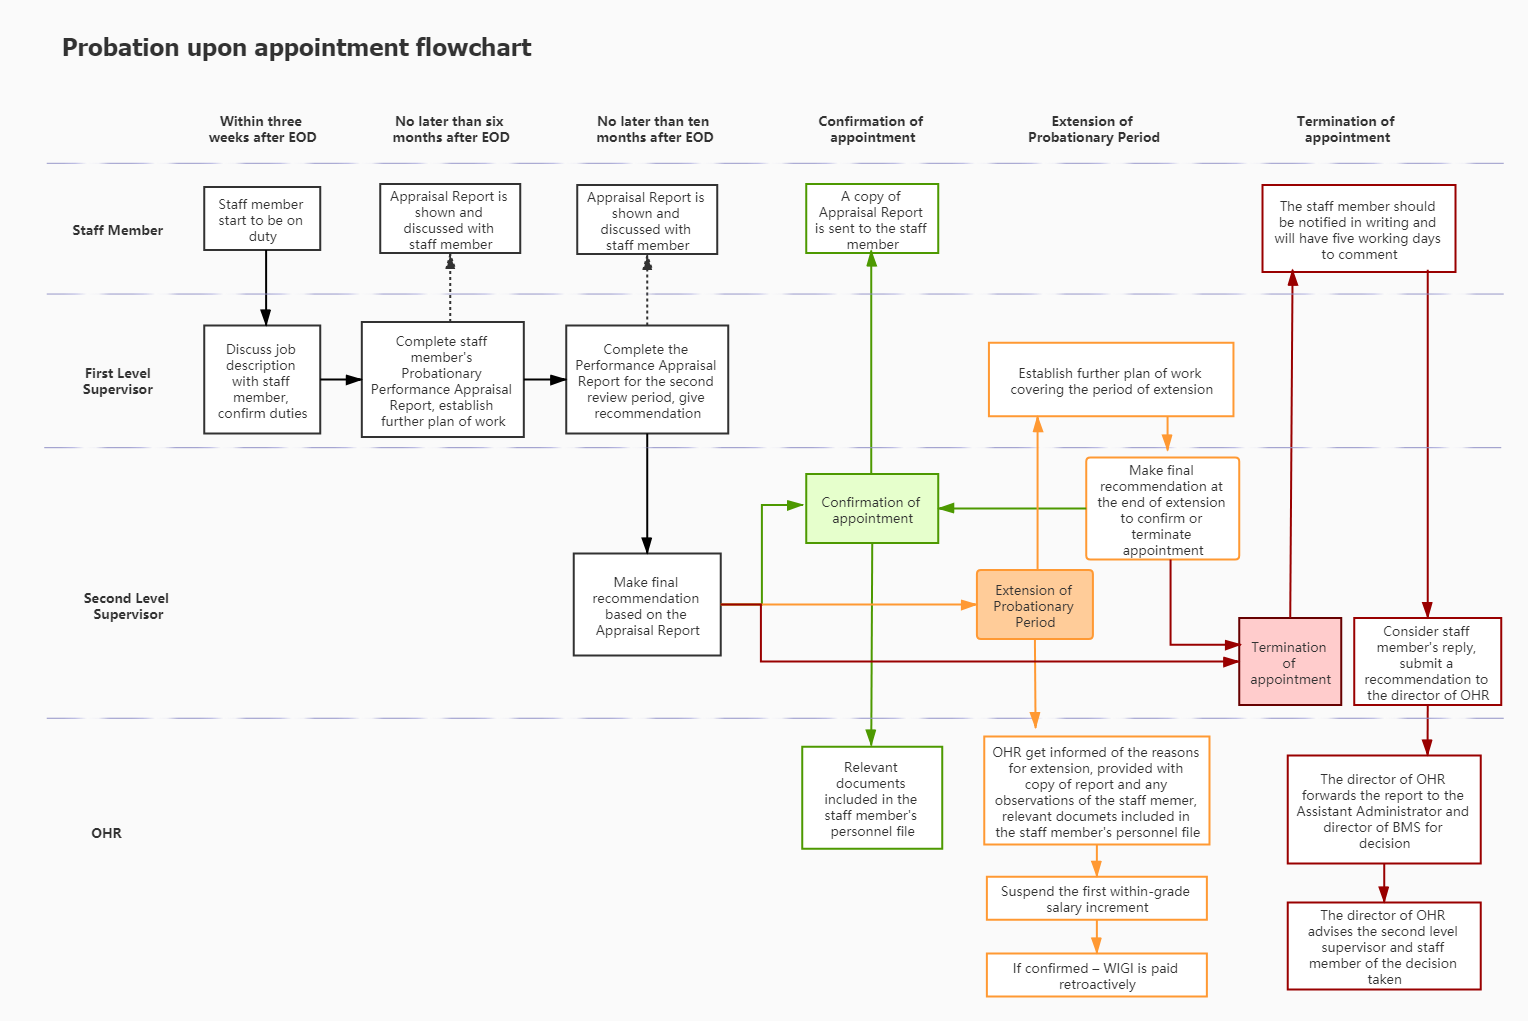 Probation upon appointment flowchart
Within three
weeks after EOD
No later than six
months after EOD
No later than ten
months after EOD
Confirmation of
appointment
Extension of
Probationary Period
Termination of
appointment
Staff Member
Staff member
start to be on
duty
Appraisal Report is
shown and
discussed with
staff member
Appraisal Report is
shown and
discussed with
staff member
A copy of
Appraisal Report
is sent to the staff
member
The staff member should
be notified in writing and
will have five working days
to comment
First Level
Supervisor
Discuss job
description
with staff
member,
confirm duties
Complete staff
member's
Probationary
Performance Appraisal
Report, establish
further plan of work
Complete the
Performance Appraisal
Report for the second
review period, give
recommendation
Establish further plan of work
covering the period of extension
Second Level
Supervisor
Make final
recommendation
based on the
Appraisal Report
Confirmation of
appointment
Extension of
Probationary
Period
Make final
recommendation at
the end of extension
to confirm or
terminate
appointment
Termination
of
appointment
Consider staff
member's reply,
submit a
recommendation to
the director of OHR
OHR
Relevant
documents
included in the
staff member's
personnel file
OHR get informed of the reasons
for extension, provided with
copy of report and any
observations of the staff memer,
relevant documets included in
the staff member's personnel file
Suspend the first within-grade
salary increment
If confirmed – WIGI is paid
retroactively
The director of OHR
forwards the report to the
Assistant Administrator and
director of BMS for
decision
The director of OHR
advises the second level
supervisor and staff
member of the decision
taken